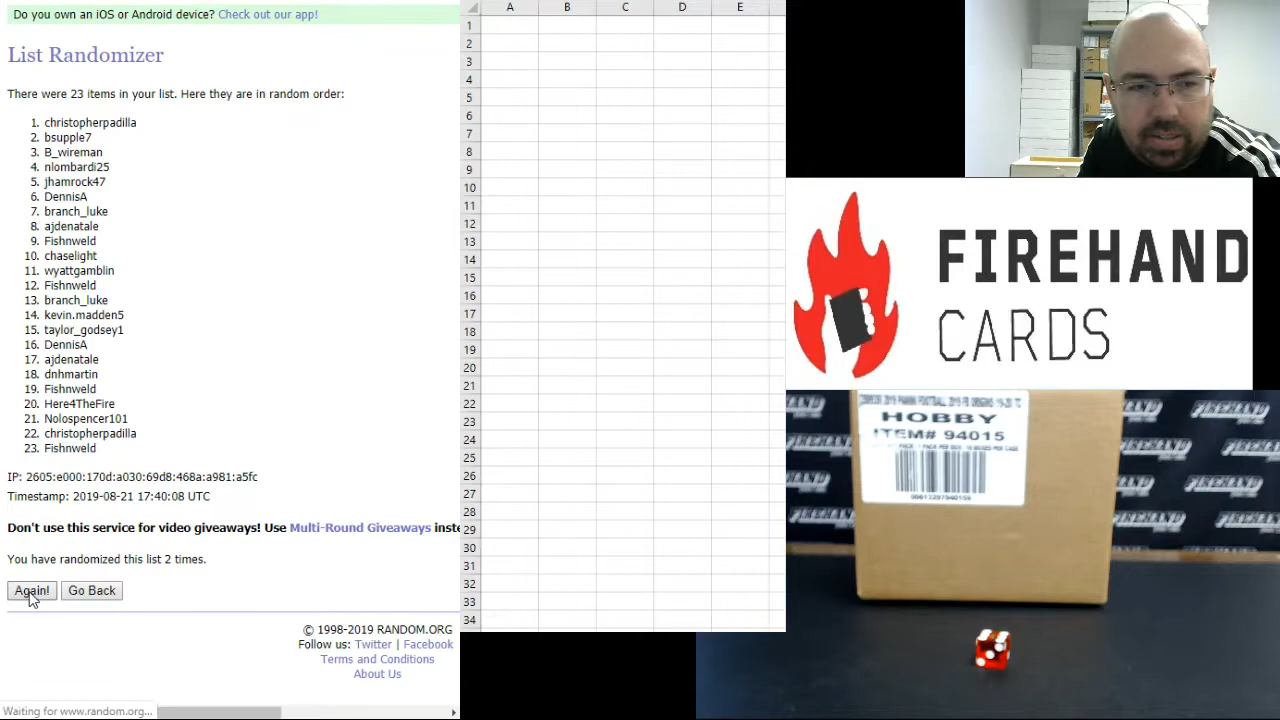 Do you own an iOS or Android device? Check out our app!
List Randomizer
There were 23 items in your list. Here they are in random order:
1. christopherpadilla
2. bsupple7
3. B_wireman
4. nlombardi25
5. jhamrock47
6. DennisA
7. branch_luke
8. ajdenatale
9. Fishnweld
10. chaselight
11. wyattgamblin
12. Fishnweld
13. branch_luke
14. kevin.madden5
15. taylor_godsey1
16. DennisA
17. ajdenatale
18. dnhmartin
19. Fishnweld
20. Here4TheFire
21. Nolospencer101
22. christopherpadilla
23. Fishnweld
IP: 2605:e000:170d:a030:69d8:468a:a981:a5fc
Timestamp: 2019-08-21 17:40:08 UTC
Don't use this service for video giveaways! Use Multi-Round Giveaways inste
You have randomized this list 2 times.
Again! Go Back
© 1998-2019 RANDOM.ORG
Follow us: Twitter | Facebook
Terms and Conditions
About Us
Waiting for www.random.org...
A B C D E
1
2
3
4
5
6
7
8
9
10
11
12
13
14
15
16
17
18
19
20
21
22
23
24
25
26
27
28
29
30
31
32
33
34
FIREHAND
CARDS
HOBBY
ITEM# 94015
FIREHAND
FIREHAND
FIREHAND